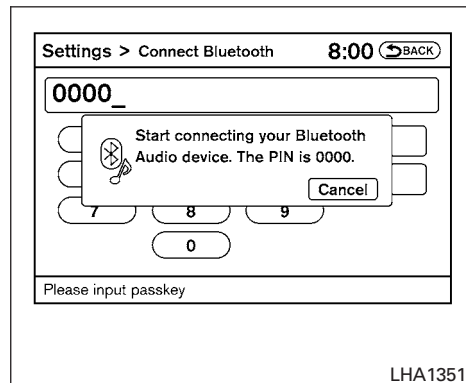 Settings > Connect Bluetooth 8:00 BACK
0000_
Start connecting your Bluetooth
Audio device. The PIN is 0000.
Cancel
7 8 9
0
Please input passkey
LHA1351